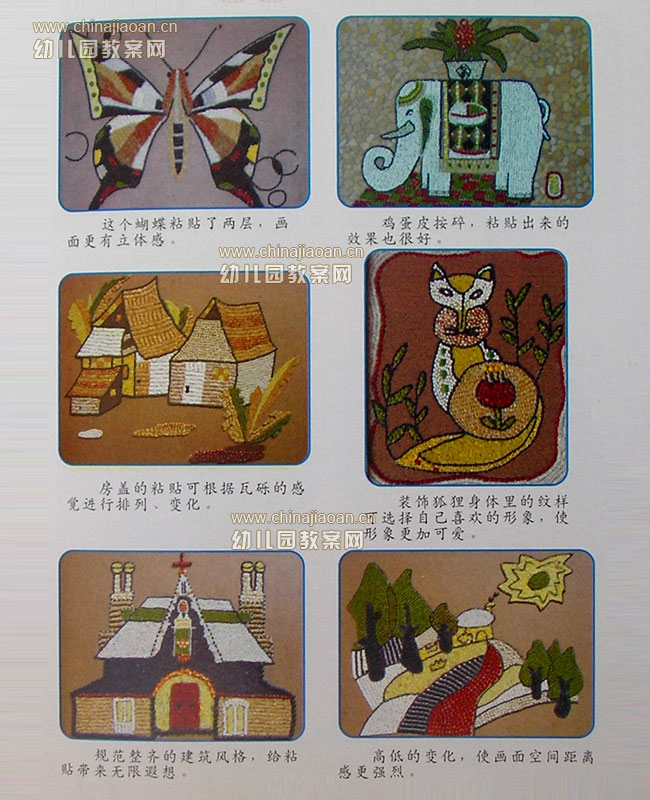 www.chinajiaoan.cn
幼儿园教案网
这个蝴蝶粘贴了两层，画
面更有立体感。
鸡蛋皮按碎，粘贴出来的
效果也很好。
www.chinajiaoan.cn
幼儿园教案网
房盖的粘贴可根据瓦砾的感
觉进行排列、变化。
装饰狐狸身体里的纹样
可选择自己喜欢的形象，使
形象更加可爱。
www.chinajiaoan.cn
幼儿园教案网
规范整齐的建筑风格，给粘
贴带来无限遐想。
高低的变化，使画面空间距离
感更强烈。